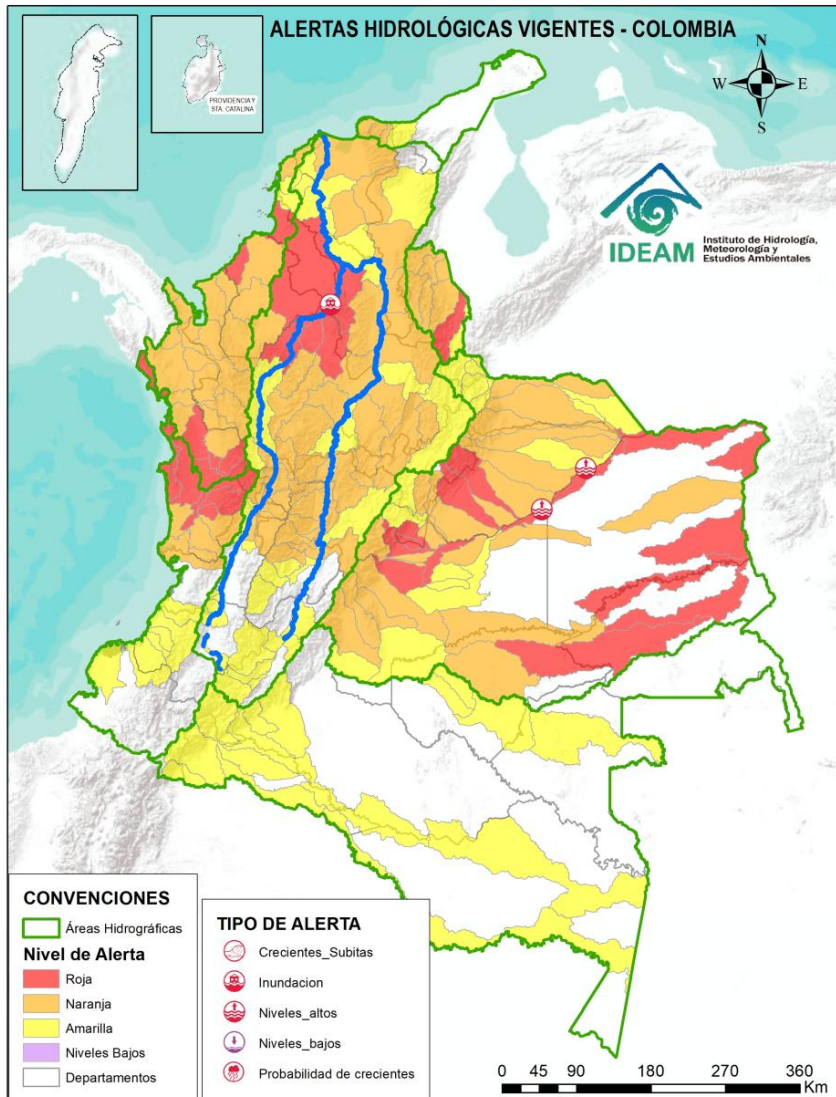 ALERTAS HIDROLÓGICAS VIGENTES - COLOMBIA
PROVIDENCIA Y
STA. CATALINA
N
W
E
S
IDEAM
Instituto de Hidrología,
Meteorología y
Estudios Ambientales
CONVENCIONES
Áreas Hidrográficas
Nivel de Alerta
Roja
Naranja
Amarilla
Niveles Bajos
Departamentos
TIPO DE ALERTA
Crecientes_Subitas
Inundacion
Niveles_altos
Niveles_bajos
Probabilidad de crecientes
0 45 90 180 270 360
Km